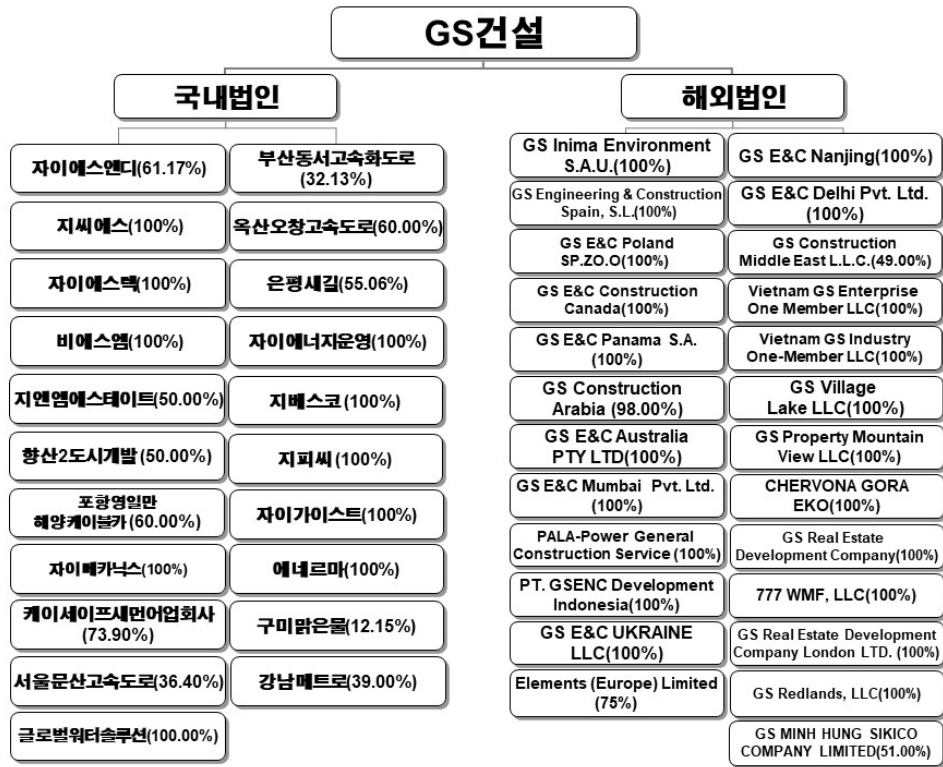 GS건설
국내법인
자이에스앤디(61.17%)
지씨에스(100%)
자이에스텍(100%)
비에스엠(100%)
지앤엠에스테이트(50.00%)
향산2도시개발(50.00%)
포항영일만
해양케이블카(60.00%)
자이메카닉스(100%)
케이세이프새먼어업회사
(73.90%)
서울문산고속도로(36.40%)
글로벌워터솔루션(100.00%)
부산동서고속화도로
(32.13%)
옥산오창고속도로(60.00%)
은평새길(55.06%)
자이에너지운영(100%)
지베스코(100%)
지피씨(100%)
자이가이스트(100%)
에네르마(100%)
구미맑은물(12.15%)
강남메트로(39.00%)
해외법인
GS Inima Environment
S.A.U.(100%)
GS Engineering & Construction
Spain, S.L.(100%)
GS E&C Poland
SP.ZO.O(100%)
GS E&C Construction
Canada(100%)
GS E&C Panama S.A.
(100%)
GS Construction
Arabia (98.00%)
GS E&C Australia
PTY LTD(100%)
GS E&C Mumbai Pvt. Ltd.
(100%)
PALA-Power General
Construction Service (100%)
PT. GSENC Development
Indonesia(100%)
GS E&C UKRAINE
LLC(100%)
Elements (Europe) Limited
(75%)
GS E&C Nanjing(100%)
GS E&C Delhi Pvt. Ltd.
(100%)
GS Construction
Middle East L.L.C.(49.00%)
Vietnam GS Enterprise
One Member LLC(100%)
Vietnam GS Industry
One-Member LLC(100%)
GS Village
Lake LLC(100%)
GS Property Mountain
View LLC(100%)
CHERVONA GORA
EKO(100%)
GS Real Estate
Development Company(100%)
777 WMF, LLC(100%)
GS Real Estate Development
Company London LTD. (100%)
GS Redlands, LLC(100%)
GS MINH HUNG SIKICO
COMPANY LIMITED(51.00%)